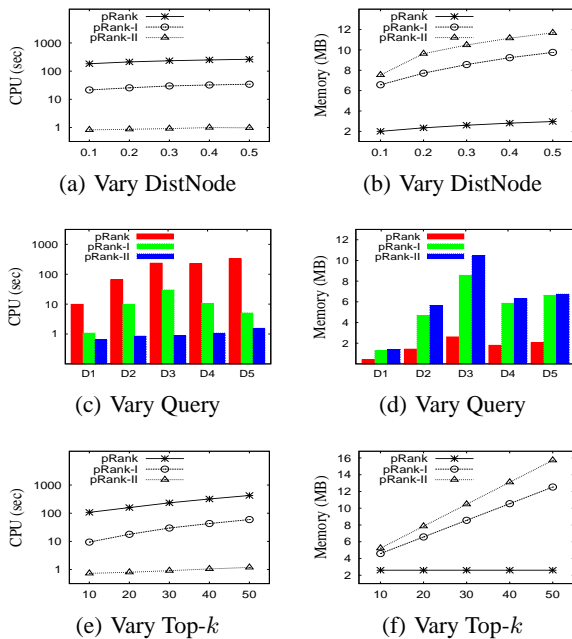 pRank
pRank-I
pRank-II
CPU (sec)
1000
100
10
1
0.1 0.2 0.3 0.4 0.5
(a) Vary DistNode
pRank
pRank-I
pRank-II
Memory (MB)
12
10
8
6
4
2
0.1 0.2 0.3 0.4 0.5
(b) Vary DistNode
pRank
pRank-I
pRank-II
CPU (sec)
1000
100
10
1
D1 D2 D3 D4 D5
(c) Vary Query
pRank
pRank-I
pRank-II
Memory (MB)
12
10
8
6
4
2
D1 D2 D3 D4 D5
(d) Vary Query
pRank
pRank-I
pRank-II
CPU (sec)
1000
100
10
1
10 20 30 40 50
(e) Vary Top-k
pRank
pRank-I
pRank-II
Memory (MB)
16
14
12
10
8
6
4
2
10 20 30 40 50
(f) Vary Top-k